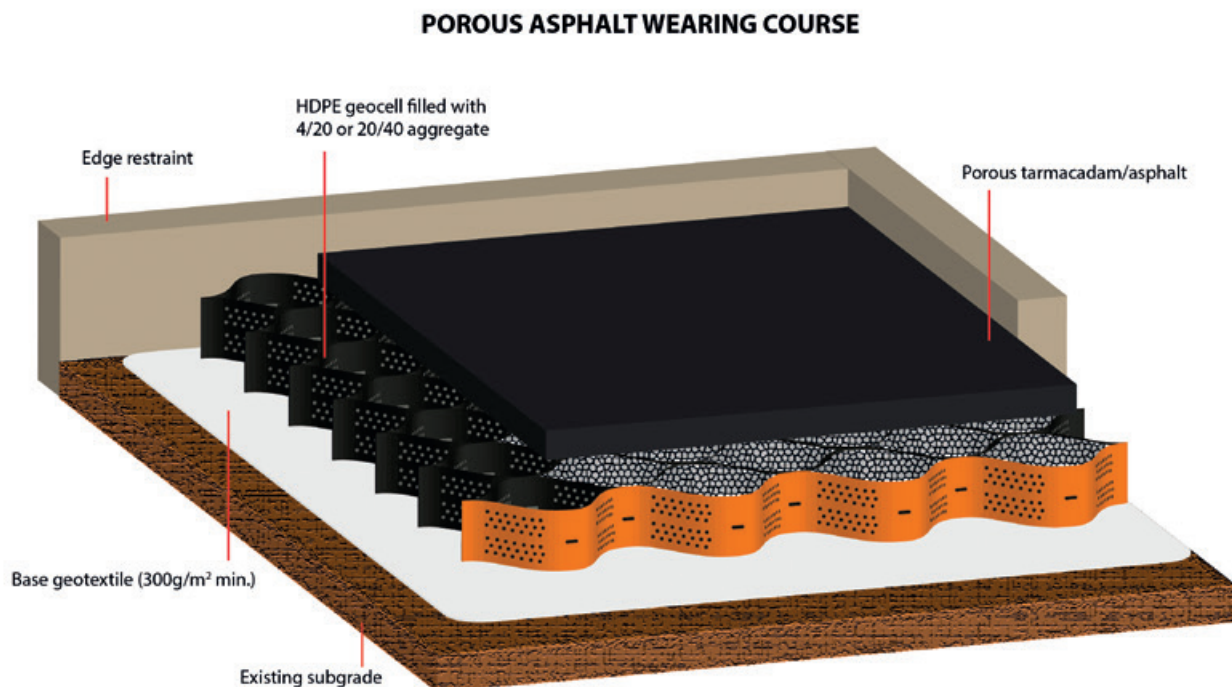 POROUS ASPHALT WEARING COURSE
HDPE geocell filled with
4/20 or 20/40 aggregate
Edge restraint
Porous tarmacadam/asphalt
Base geotextile (300g/m² min.)
Existing subgrade